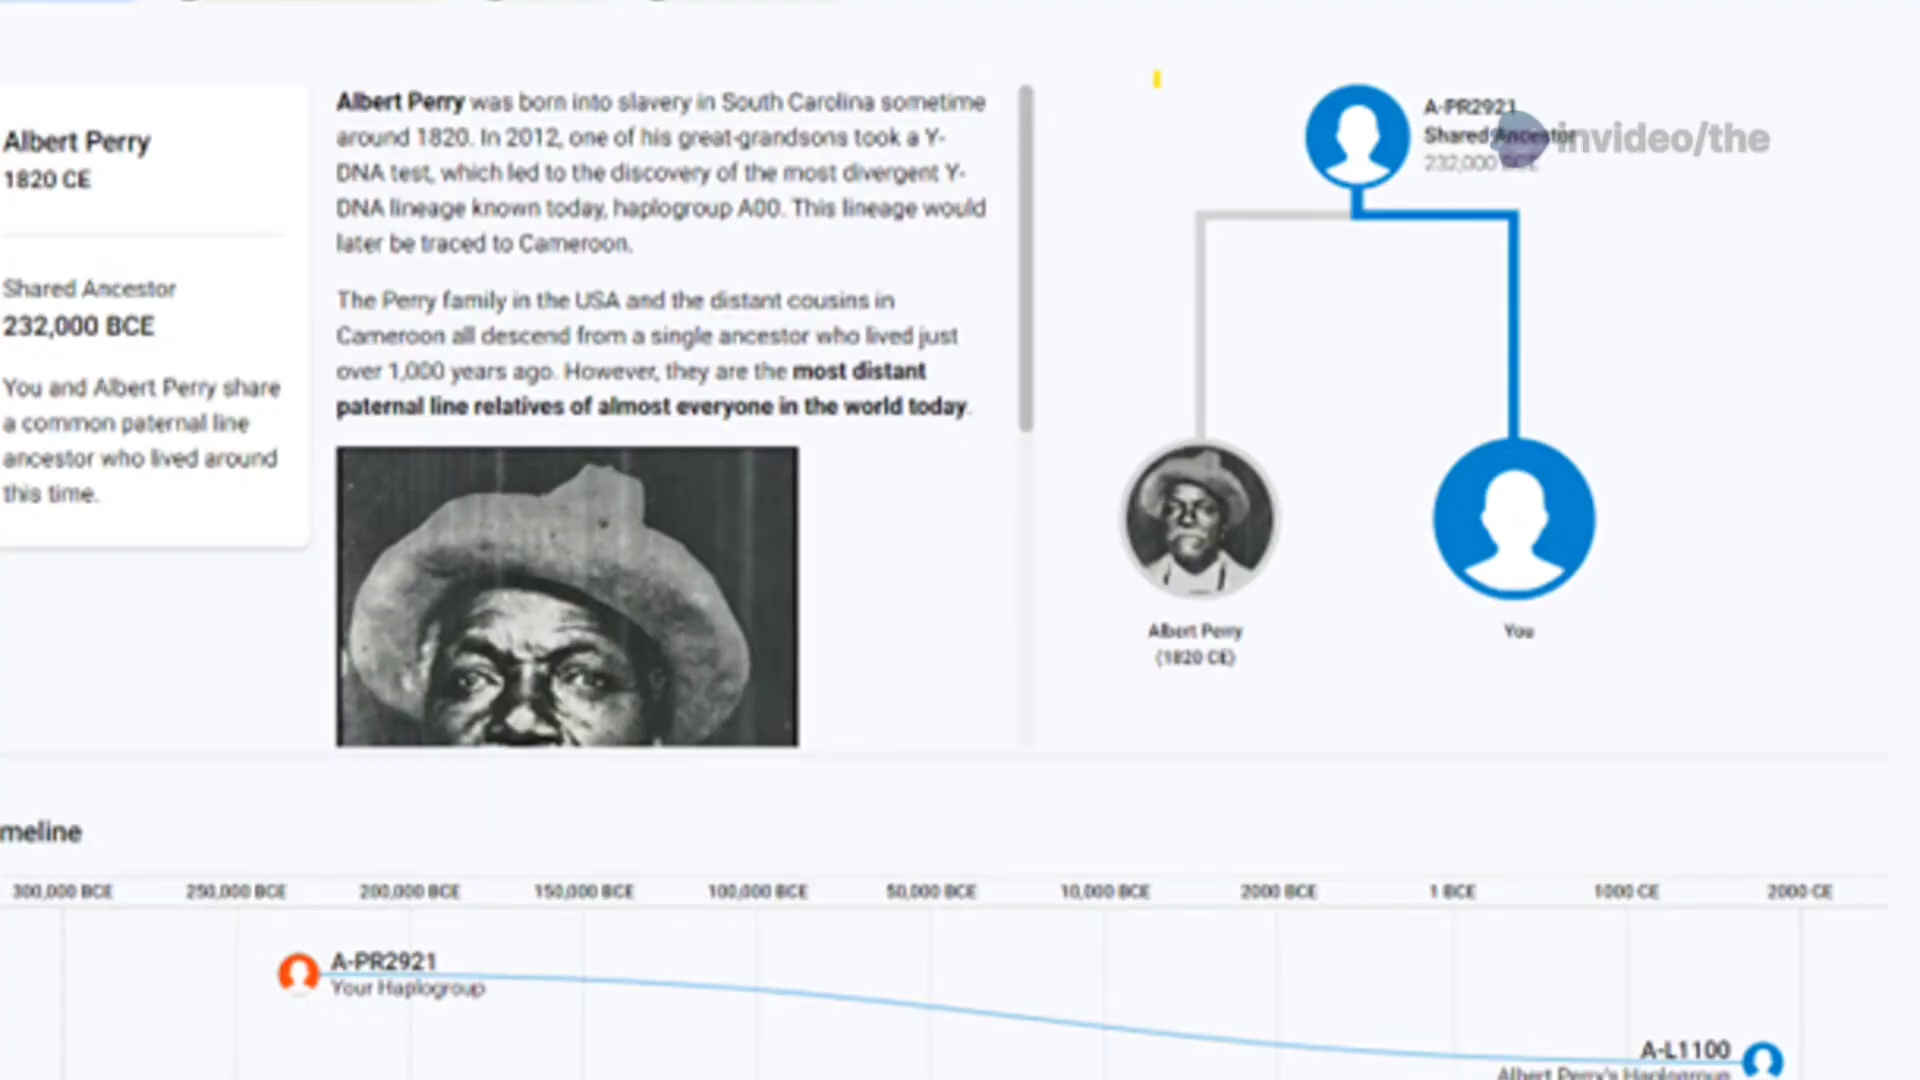 Albert Perry
1820 CE
Shared Ancestor
232,000 BCE
You and Albert Perry share
a common paternal line
ancestor who lived around
this time.
Albert Perry was born into slavery in South Carolina sometime
around 1820. In 2012, one of his great-grandsons took a Y-
DNA test, which led to the discovery of the most divergent Y-
DNA lineage known today, haplogroup A00. This lineage would
later be traced to Cameroon.
The Perry family in the USA and the distant cousins in
Cameroon all descend from a single ancestor who lived just
over 1,000 years ago. However, they are the most distant
paternal line relatives of almost everyone in the world today.
A-PR2921
Shared Ancestor
232,000 BCE
invideo/the
Albert Perry
(1820 CE)
You
meline
300,000 BCE 250,000 BCE 200,000 BCE 150,000 BCE 100,000 BCE 50,000 BCE 10,000 BCE 2000 BCE 1 BCE 1000 CE 2000 CE
A-PR2921
Your Haplogroup
A-L1100
Albert Perry's Haplogroup